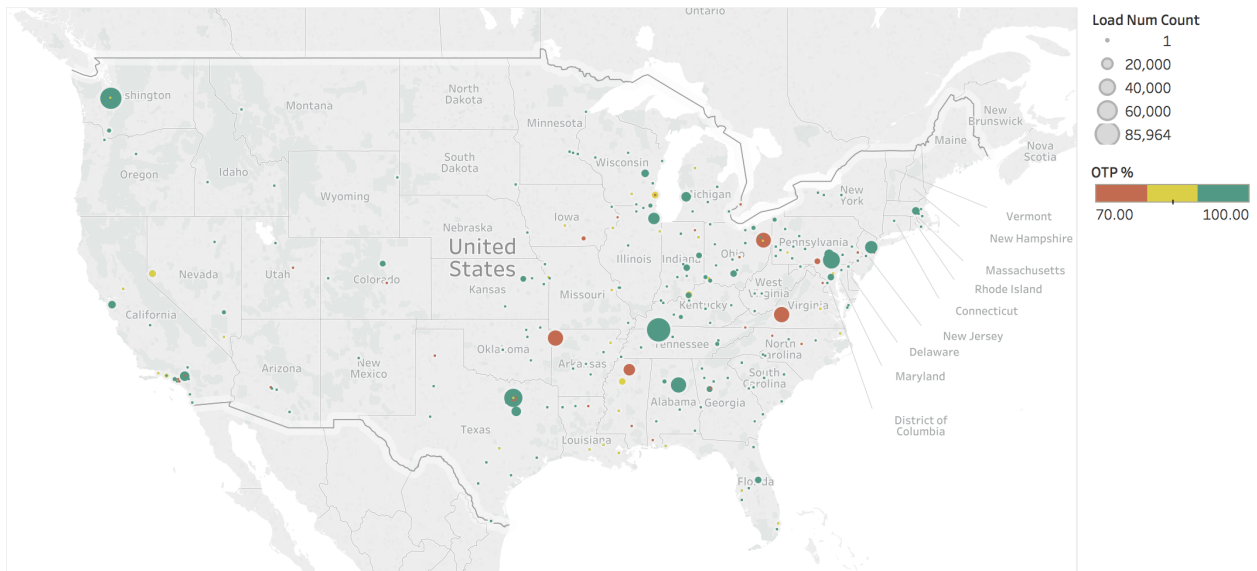 Ontario
shington
Montana
North
Dakota
Minnesota
New
Brunswick
Maine
Nova
Scotia
Oregon
Idaho
South
Dakota
Wisconsin
ichigan
New
York
Wyoming
Vermont
Nebraska
Iowa
New Hampshire
United
States
Nevada
Utah
Colorado
Kansas
Illinois
Indiana
Ohio
Pennsylvania
Massachusetts
Rhode Island
California
Missouri
Kentucky
West
Virginia
Virginia
Connecticut
New Jersey
Delaware
Oklahoma
Arkansas
Tennessee
North
Carolina
Maryland
Arizona
New
Mexico
South
Carolina
Alabama
Georgia
District of
Columbia
Texas
Louisiana
Florida
Load Num Count
1
20,000
40,000
60,000
85,964
OTP %
70.00 100.00